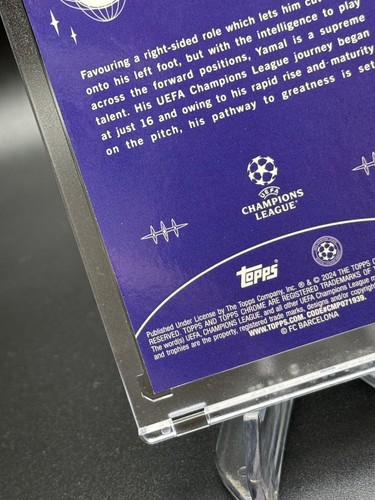 Favouring a right-sided role which lets him cut
onto his left foot, but with the intelligence to play
across the forward positions, Yamal is a supreme
talent. His UEFA Champions League journey began
at just 16 and owing to his rapid rise and maturity
on the pitch, his pathway to greatness is set
UEFA
CHAMPIONS
LEAGUE
Topps
Published Under License by The Topps Company, Inc. ® & © 2024 THE TOPPS
RESERVED. TOPPS AND TOPPS CHROME ARE REGISTERED TRADEMARKS OF
The word(s) UEFA, CHAMPIONS LEAGUE, and all other UEFA Champions League
and trophies are the property, registered trade marks, designs and/or copyright
WWW.TOPPS.COM. CODE#CMP071939.
© FC BARCELONA